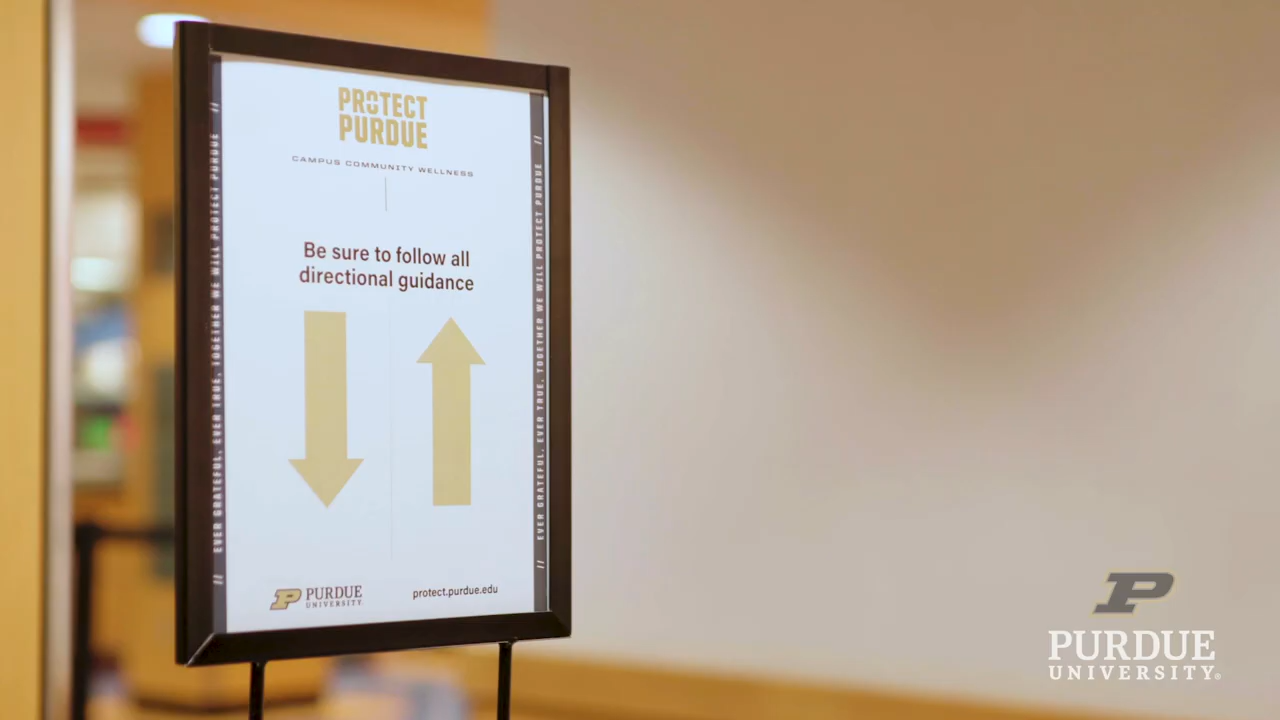 PROTECT
PURDUE
CAMPUS COMMUNITY WELLNESS
Be sure to follow all
directional guidance
PURDUE
UNIVERSITY
protect.purdue.edu
// EVER GRATEFUL, EVER TRUE, TOGETHER WE WILL PROTECT PURDUE //
// EVER GRATEFUL, EVER TRUE, TOGETHER WE WILL PROTECT PURDUE //
P
PURDUE
UNIVERSITY®